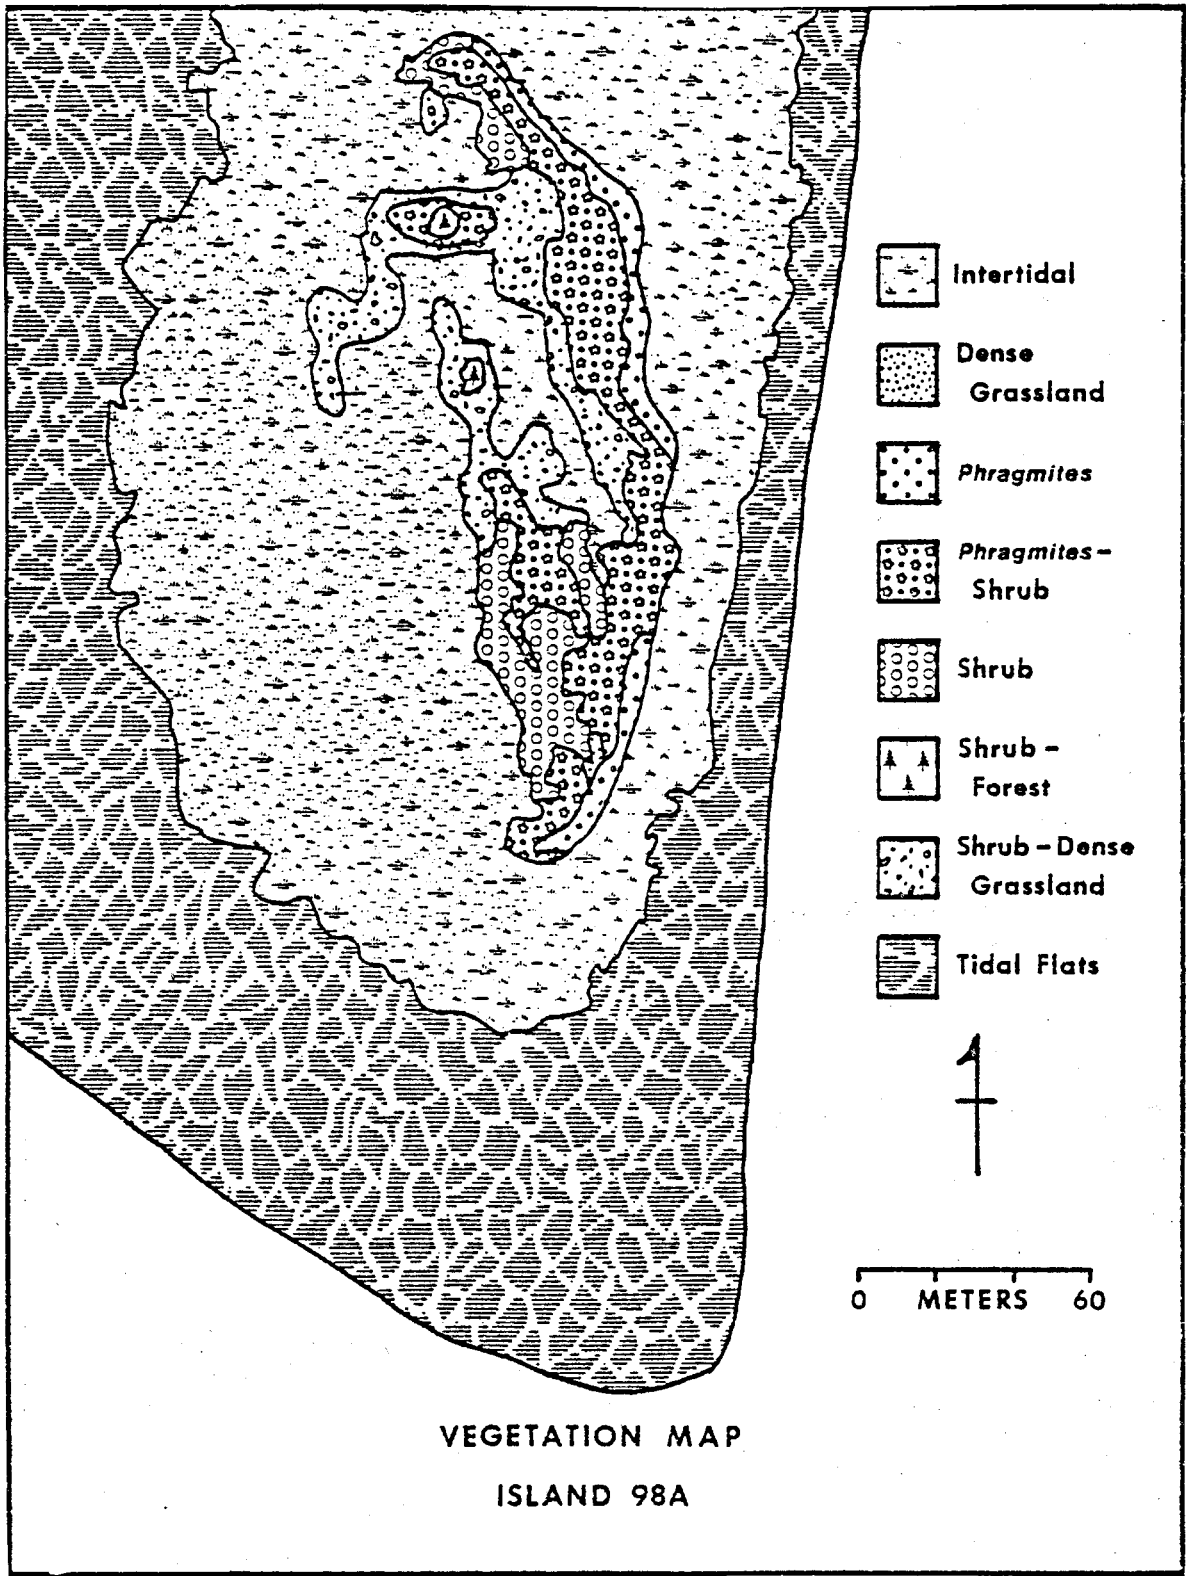 Intertidal
Dense
Grassland
Phragmites
Phragmites-
Shrub
Shrub
Shrub-
Forest
Shrub-Dense
Grassland
Tidal Flats
0 METERS 60
VEGETATION MAP
ISLAND 98A